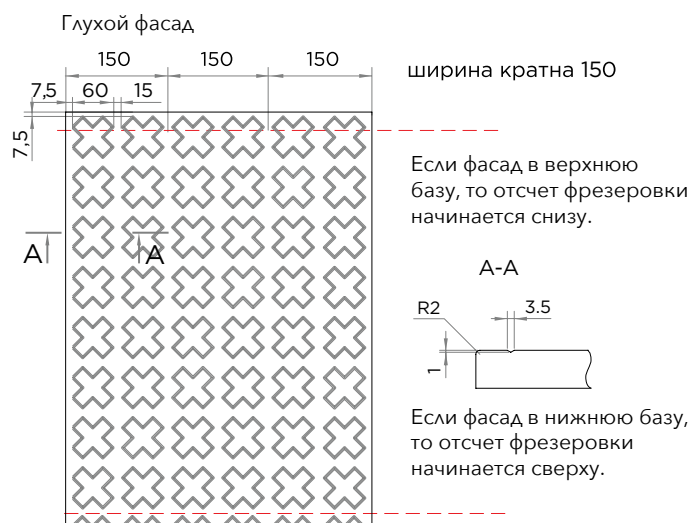 Глухой фасад
150 150 150
ширина кратна 150
7,5 60 15
7,5
Если фасад в верхнюю
базу, то отсчет фрезеровки
начинается снизу.
А А
А-А
R2 3.5
1
Если фасад в нижнюю базу,
то отсчет фрезеровки
начинается сверху.